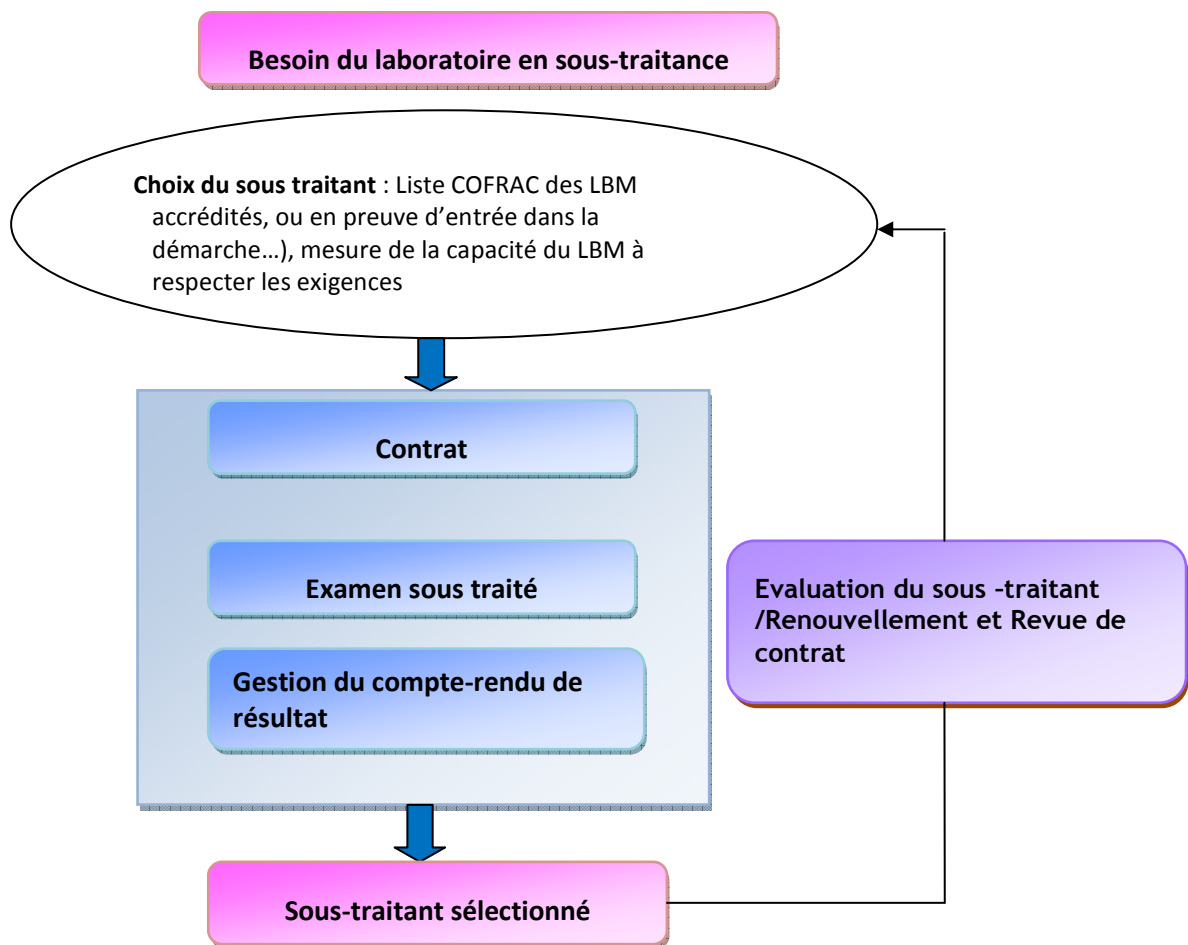 Besoin du laboratoire en sous-traitance
Choix du sous traitant : Liste COFRAC des LBM
accrédités, ou en preuve d’entrée dans la
démarche…), mesure de la capacité du LBM à
respecter les exigences
Contrat
Examen sous traité
Gestion du compte-rendu de
résultat
Evaluation du sous -traitant
/Renouvellement et Revue de
contrat
Sous-traitant sélectionné